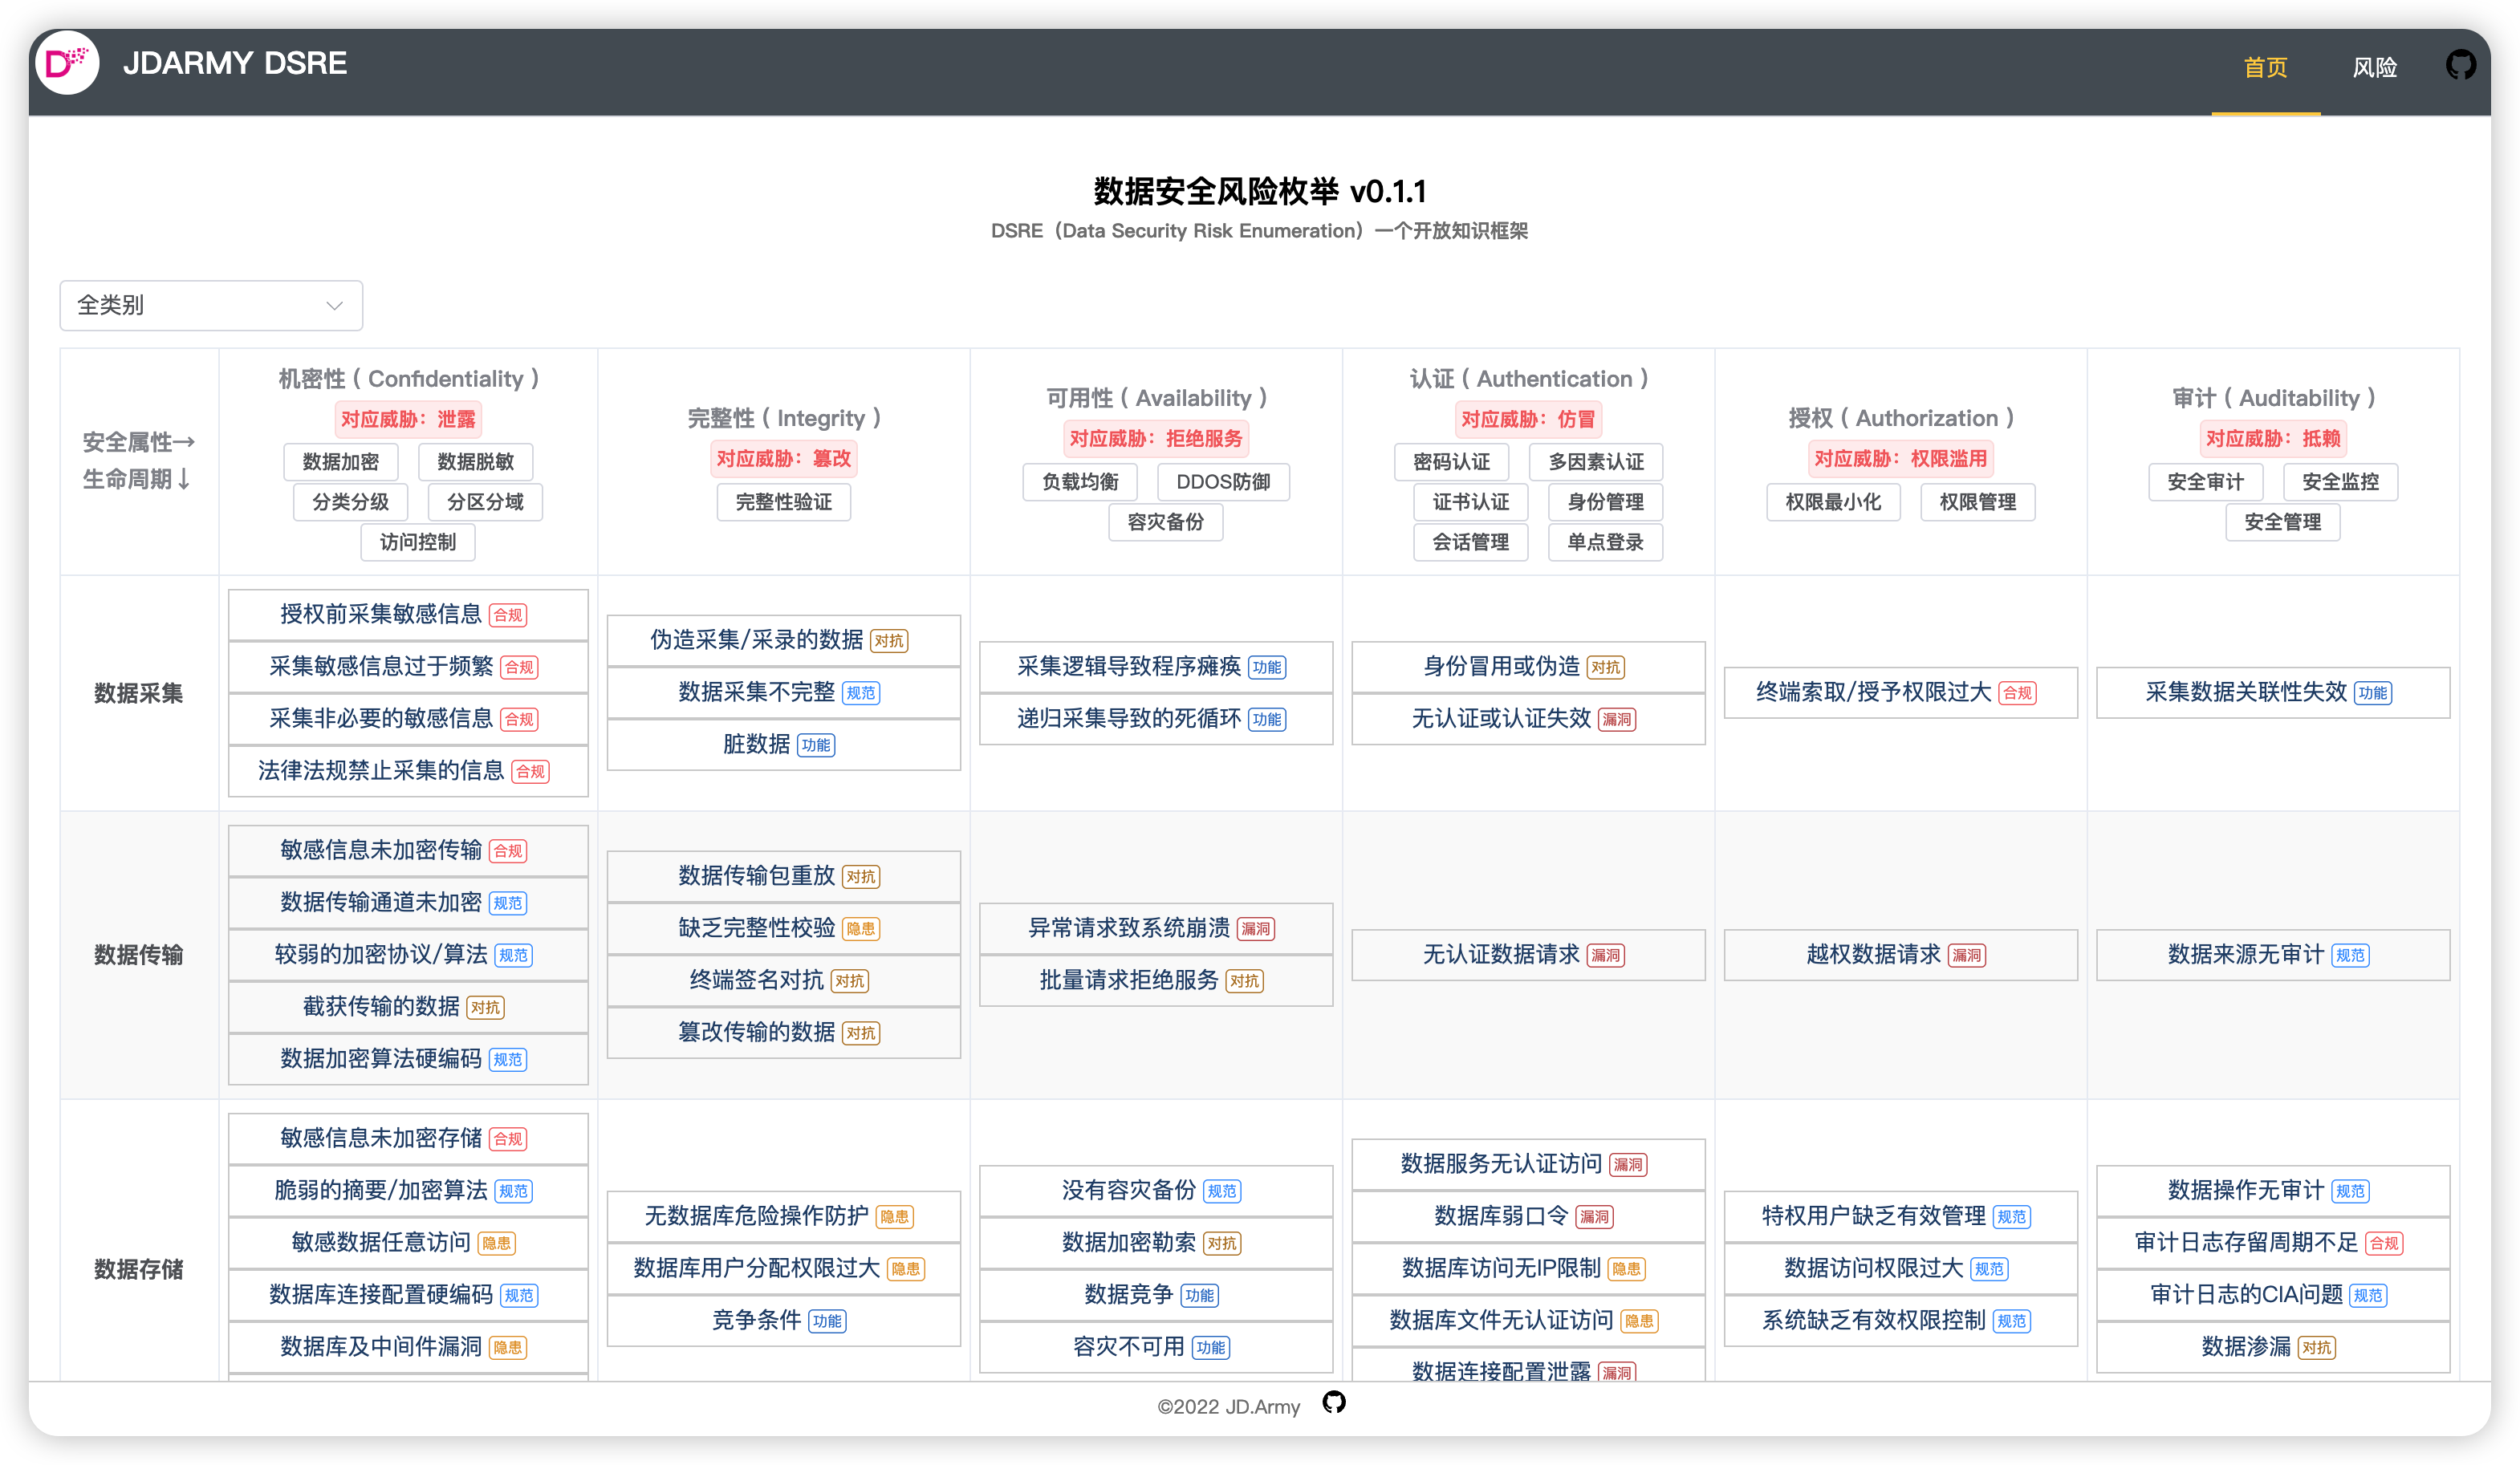 JDARMY DSRE
首页
风险
数据安全风险枚举 v0.1.1
DSRE（Data Security Risk Enumeration）一个开放知识框架
全类别
安全属性→
生命周期↓
机密性 ( Confidentiality )
对应威胁：泄露
数据加密 数据脱敏
分类分级 分区分域
访问控制
完整性 ( Integrity )
对应威胁：篡改
完整性验证
可用性 ( Availability )
对应威胁：拒绝服务
负载均衡 DDOS防御
容灾备份
认证 ( Authentication )
对应威胁：仿冒
密码认证 多因素认证
证书认证 身份管理
会话管理 单点登录
授权 ( Authorization )
对应威胁：权限滥用
权限最小化 权限管理
审计 ( Auditability )
对应威胁：抵赖
安全审计 安全监控
安全管理
数据采集
授权前采集敏感信息 合规
采集敏感信息过于频繁 合规
采集非必要的敏感信息 合规
法律法规禁止采集的信息 合规
伪造采集/采录的数据 对抗
数据采集不完整 规范
脏数据 功能
采集逻辑导致程序瘫痪 功能
递归采集导致的死循环 功能
身份冒用或伪造 对抗
无认证或认证失效 漏洞
终端索取/授予权限过大 合规
采集数据关联性失效 功能
数据传输
敏感信息未加密传输 合规
数据传输通道未加密 规范
较弱的加密协议/算法 规范
截获传输的数据 对抗
数据加密算法硬编码 规范
数据传输包重放 对抗
缺乏完整性校验 隐患
终端签名对抗 对抗
篡改传输的数据 对抗
异常请求致系统崩溃 漏洞
批量请求拒绝服务 对抗
无认证数据请求 漏洞
越权数据请求 漏洞
数据来源无审计 规范
数据存储
敏感信息未加密存储 合规
脆弱的摘要/加密算法 规范
敏感数据任意访问 隐患
数据库连接配置硬编码 规范
数据库及中间件漏洞 隐患
无数据库危险操作防护 隐患
数据库用户分配权限过大 隐患
竞争条件 功能
没有容灾备份 规范
数据加密勒索 对抗
数据竞争 功能
容灾不可用 功能
数据服务无认证访问 漏洞
数据库弱口令 漏洞
数据库访问无IP限制 隐患
数据库文件无认证访问 隐患
数据连接配置泄露 漏洞
特权用户缺乏有效管理 规范
数据访问权限过大 规范
系统缺乏有效权限控制 规范
数据操作无审计 规范
审计日志存留周期不足 合规
审计日志的CIA问题 规范
数据渗漏 对抗
©2022 JD.Army